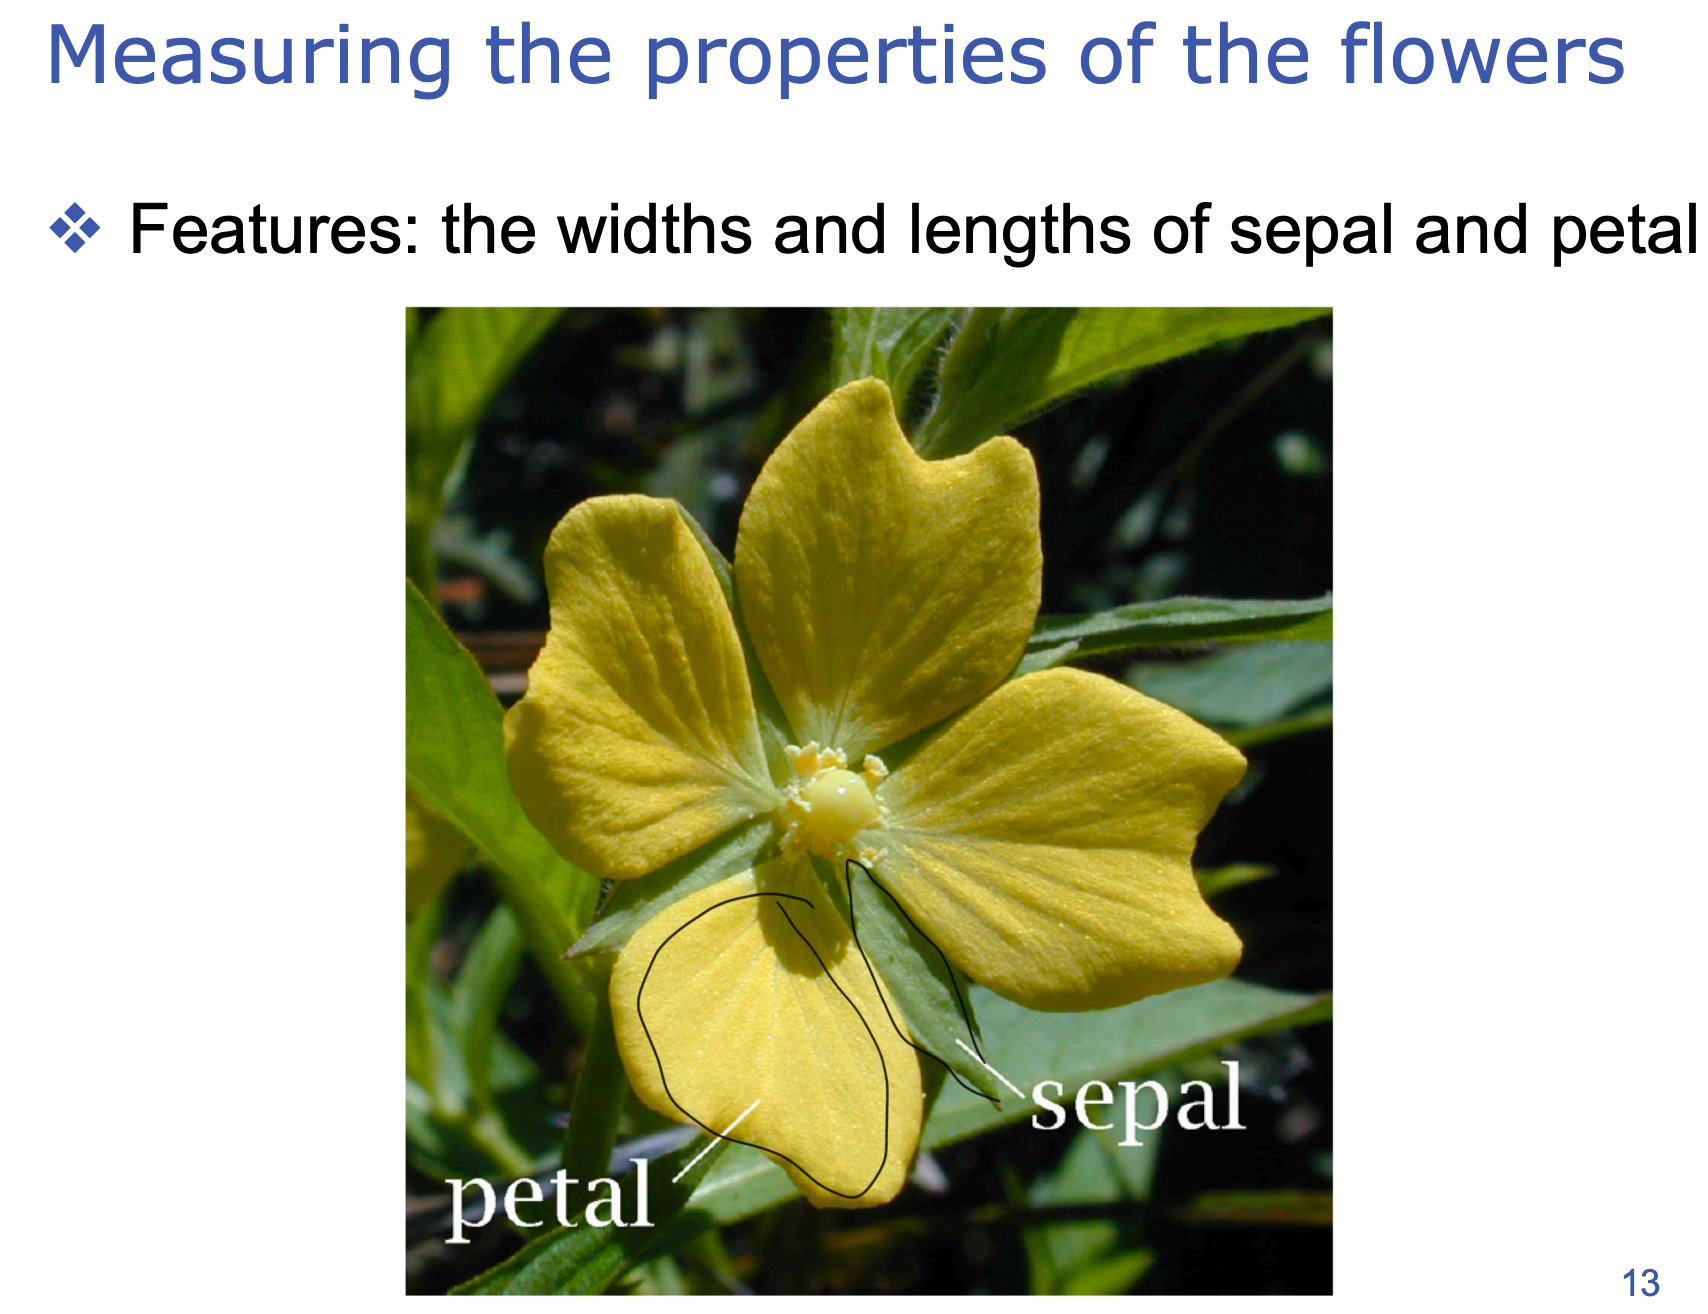 Measuring the properties of the flowers
❖ Features: the widths and lengths of sepal and petal
sepal
petal
13